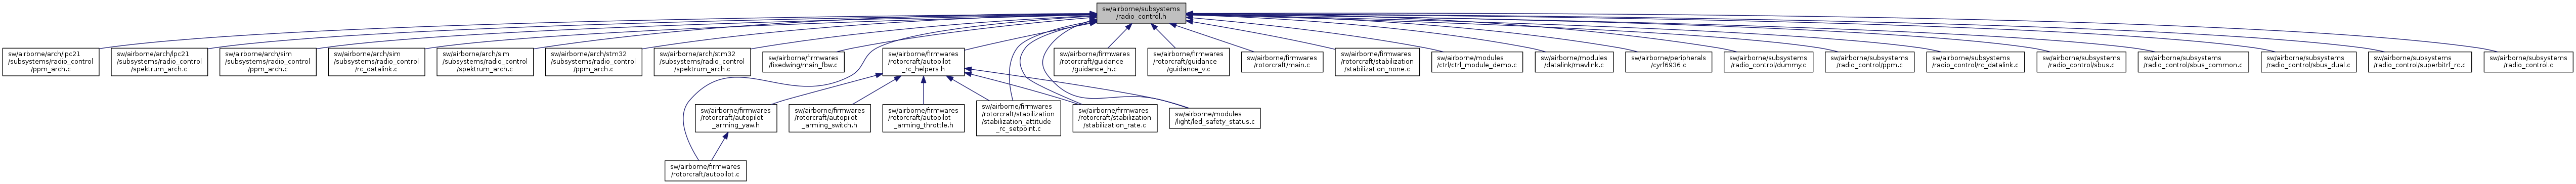 sw/airborne/subsystems
/radio_control.h
sw/airborne/arch/lpc21
/subsystems/radio_control
/ppm_arch.c
sw/airborne/arch/lpc21
/subsystems/radio_control
/spektrum_arch.c
sw/airborne/arch/sim
/subsystems/radio_control
/ppm_arch.c
sw/airborne/arch/sim
/subsystems/radio_control
/rc_datalink.c
sw/airborne/arch/sim
/subsystems/radio_control
/spektrum_arch.c
sw/airborne/arch/stm32
/subsystems/radio_control
/ppm_arch.c
sw/airborne/arch/stm32
/subsystems/radio_control
/spektrum_arch.c
sw/airborne/firmwares
/fixedwing/main_fbw.c
sw/airborne/firmwares
/rotorcraft/autopilot
_rc_helpers.h
sw/airborne/firmwares
/rotorcraft/guidance
/guidance_h.c
sw/airborne/firmwares
/rotorcraft/guidance
/guidance_v.c
sw/airborne/firmwares
/rotorcraft/main.c
sw/airborne/firmwares
/rotorcraft/stabilization
/stabilization_none.c
sw/airborne/modules
/ctrl/ctrl_module_demo.c
sw/airborne/modules
/datalink/mavlink.c
sw/airborne/peripherals
/cyrf6936.c
sw/airborne/subsystems
/radio_control/dummy.c
sw/airborne/subsystems
/radio_control/ppm.c
sw/airborne/subsystems
/radio_control/rc_datalink.c
sw/airborne/subsystems
/radio_control/sbus.c
sw/airborne/subsystems
/radio_control/sbus_common.c
sw/airborne/subsystems
/radio_control/sbus_dual.c
sw/airborne/subsystems
/radio_control/superbitrf_rc.c
sw/airborne/subsystems
/radio_control.c
sw/airborne/firmwares
/rotorcraft/autopilot
_arming_yaw.h
sw/airborne/firmwares
/rotorcraft/autopilot
_arming_switch.h
sw/airborne/firmwares
/rotorcraft/autopilot
_arming_throttle.h
sw/airborne/firmwares
/rotorcraft/stabilization
/stabilization_attitude
_rc_setpoint.c
sw/airborne/firmwares
/rotorcraft/stabilization
/stabilization_rate.c
sw/airborne/modules
/light/led_safety_status.c
sw/airborne/firmwares
/rotorcraft/autopilot.c